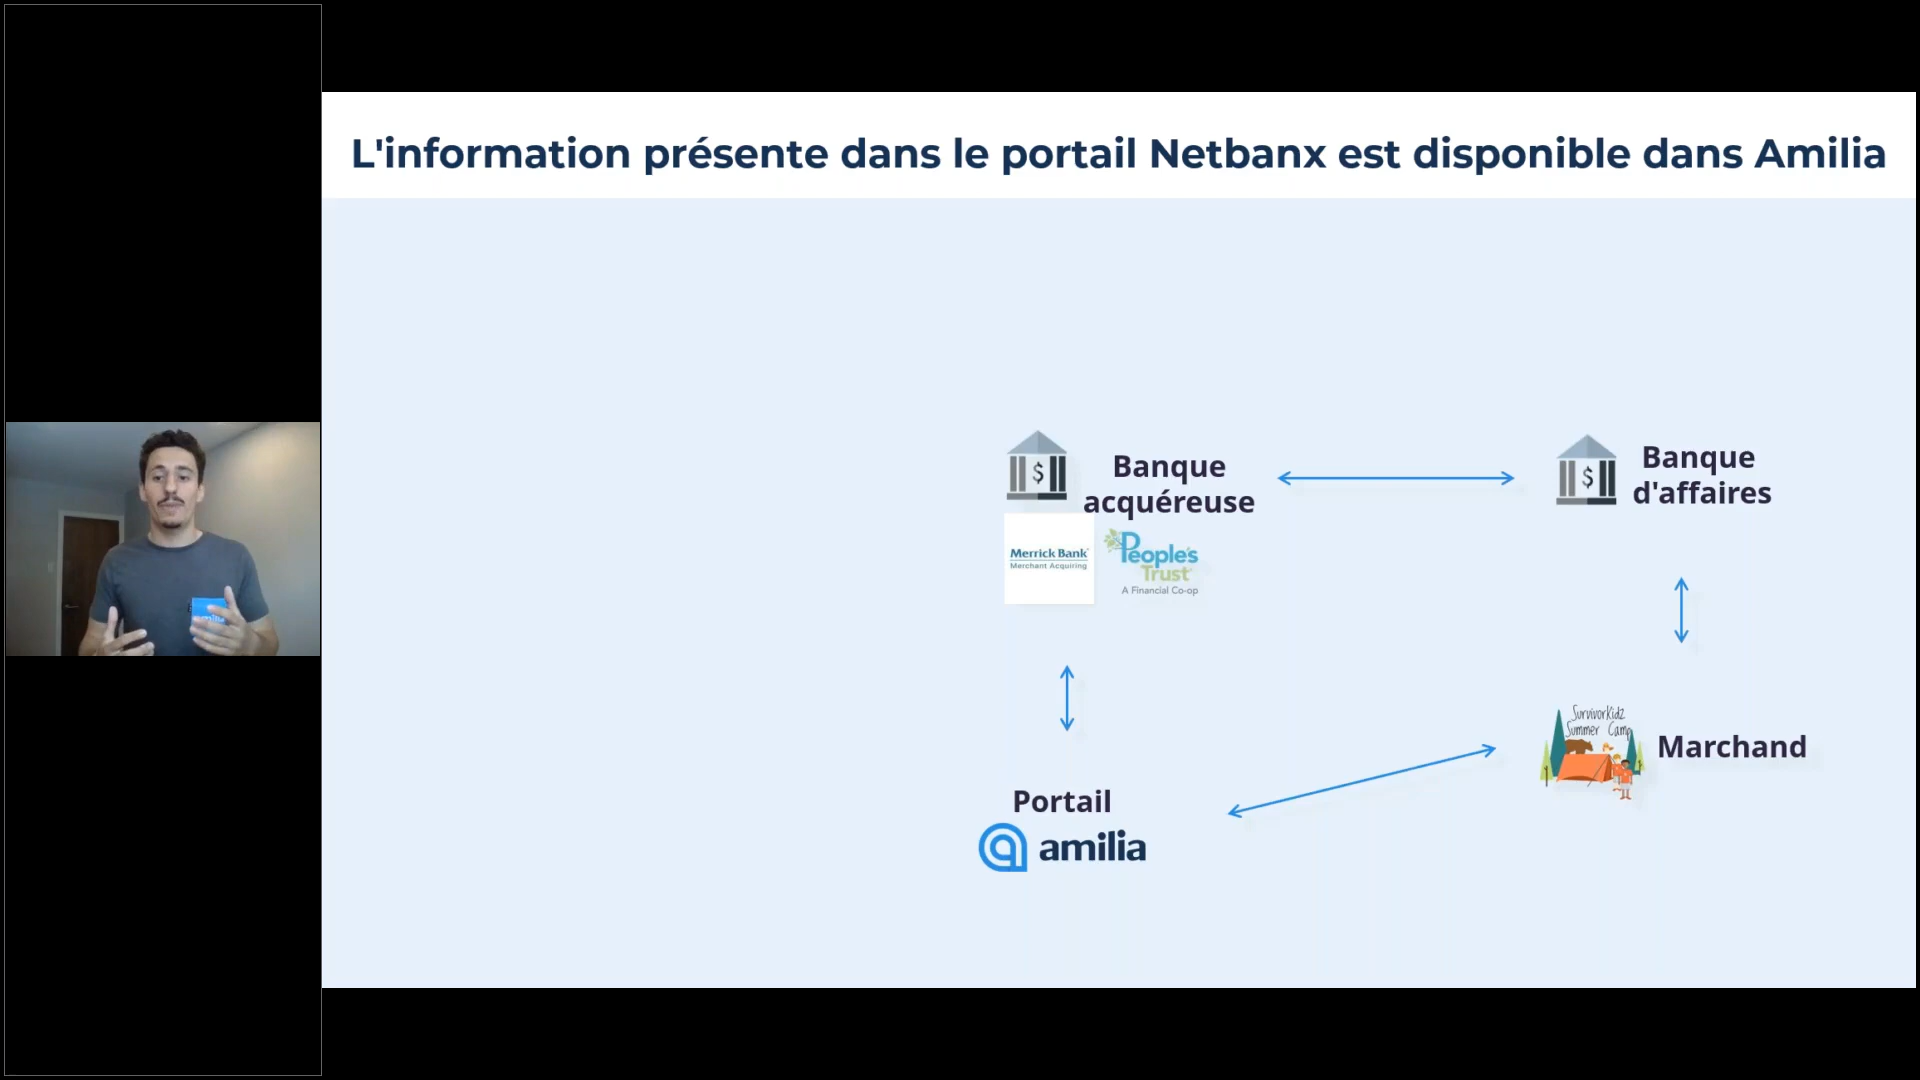 L'information présente dans le portail Netbanx est disponible dans Amilia
Banque
acquéreuse
Merrick Bank
Merchant Acquiring
People's
Trust
A Financial Co-op
Banque
d'affaires
SurvivorKidz
Summer Camp
Marchand
Portail
amilia